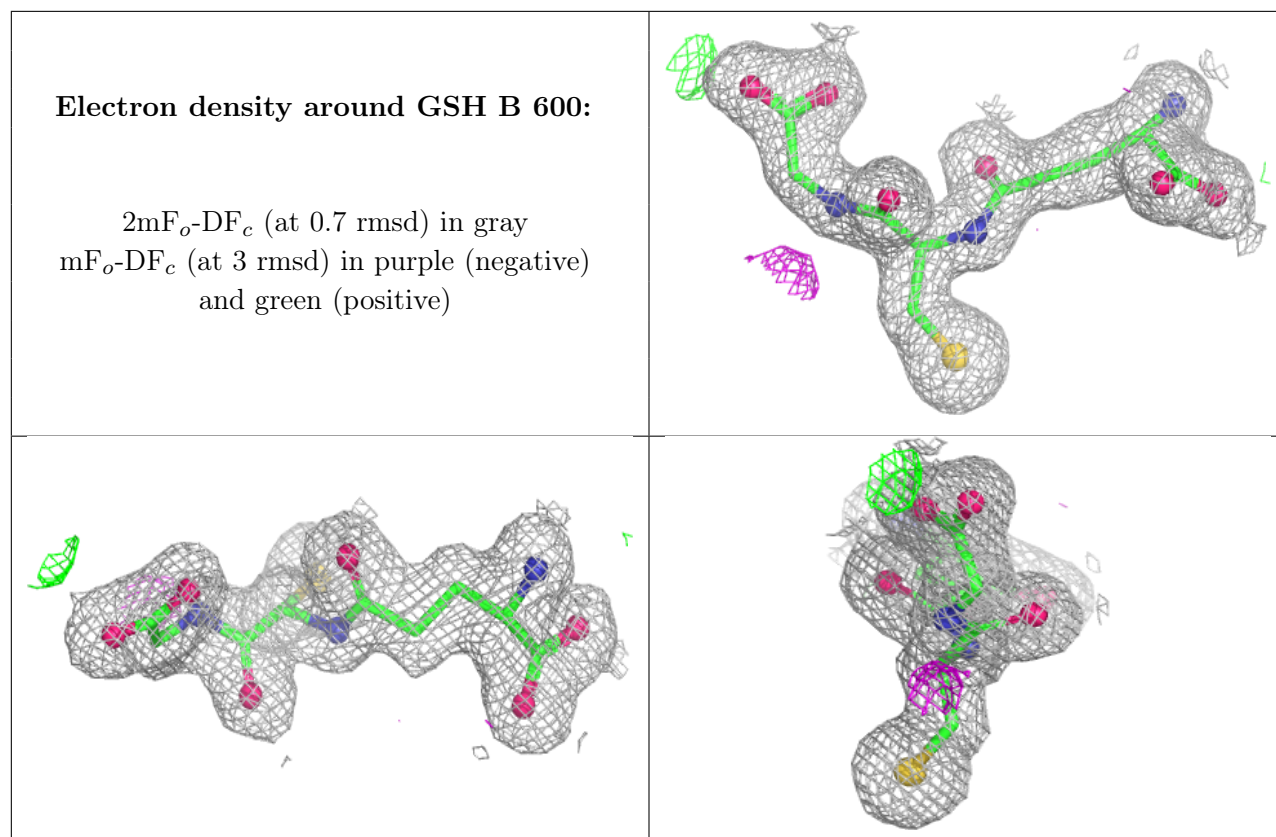 Electron density around GSH B 600:
2mFₒ-DF𝒸 (at 0.7 rmsd) in gray
mFₒ-DF𝒸 (at 3 rmsd) in purple (negative)
and green (positive)